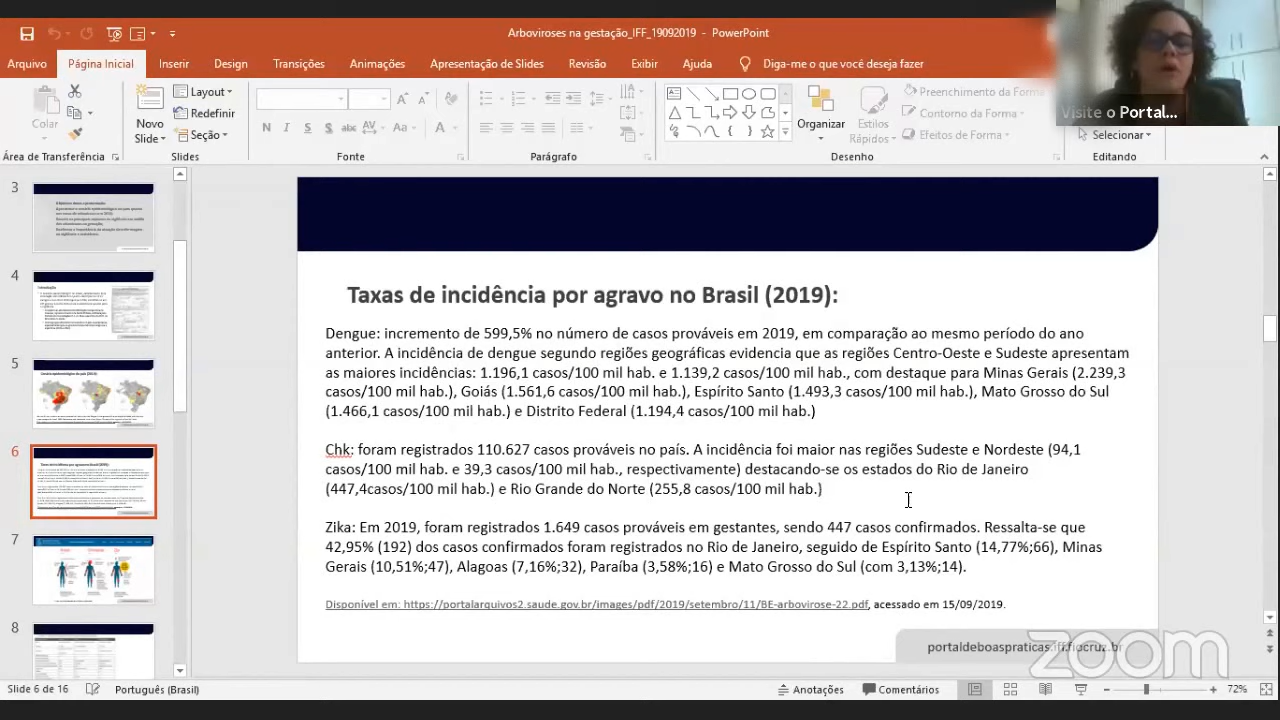 Arboviroses na gestação_IFF_19092019 - PowerPoint
Arquivo Página Inicial Inserir Design Transições Animações Apresentação de Slides Revisão Exibir Ajuda Diga-me o que você deseja fazer
Visite o Portal...
Colar
Novo Slide
Layout
Redefinir
Seção
N I S abc AV Aa A
Organizar
Estilos Rápidos
Preenchimento da Forma
Contorno da Forma
Efeitos de Forma
Selecionar
Área de Transferência Slides Fonte Parágrafo Desenho Editando
3
4
5
6
7
8
Taxas de incidência por agravo no Brasil (2019):
Dengue: incremento de 599,5% no número de casos prováveis em 2019, em comparação ao mesmo período do ano
anterior. A incidência de dengue segundo regiões geográficas evidencia que as regiões Centro-Oeste e Sudeste apresentam
as maiores incidências: 1.196,1 casos/100 mil hab. e 1.139,2 casos/100 mil hab., com destaque para Minas Gerais (2.239,3
casos/100 mil hab.), Goiás (1.561,6 casos/100 mil hab.), Espírito Santo (1.493,3 casos/100 mil hab.), Mato Grosso do Sul
(1.466,1 casos/100 mil hab.) e Distrito Federal (1.194,4 casos/100 mil hab.)
Chk: foram registrados 110.627 casos prováveis no país. A incidência foi maior nas regiões Sudeste e Nordeste (94,1
casos/100 mil hab. e 59,3 casos/100 mil hab., respectivamente) destacando-se os estados do Rio de Janeiro
(447,4casos/100 mil hab.) e Rio Grande do Norte (255,8 casos/100 mil hab.)
Zika: Em 2019, foram registrados 1.649 casos prováveis em gestantes, sendo 447 casos confirmados. Ressalta-se que
42,95% (192) dos casos confirmados foram registrados no Rio de Janeiro, seguido de Espírito Santo (14,77%;66), Minas
Gerais (10,51%;47), Alagoas (7,16%;32), Paraíba (3,58%;16) e Mato Grosso do Sul (com 3,13%;14).
Disponível em: https://portalarquivos2.saude.gov.br/images/pdf/2019/setembro/11/BE-arbovirose-22.pdf, acessado em 15/09/2019.
portaldeboaspraticas.iff.fiocruz.br
zoom
Slide 6 de 16 Português (Brasil) Anotações Comentários 72%